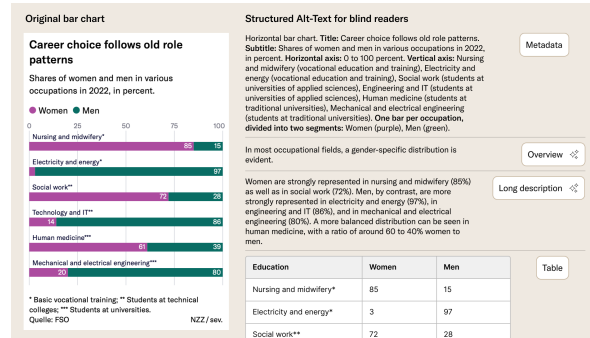 Original bar chart
Career choice follows old role
patterns
Shares of women and men in various
occupations in 2022, in percent.
Women Men
0 25 50 75 100
Nursing and midwifery*
85 15
Electricity and energy*
97
Social work**
72 28
Technology and IT**
14 86
Human medicine***
61 39
Mechanical and electrical engineering***
20 80
* Basic vocational training; ** Students at technical
colleges; *** Students at universities.
Quelle: FSO NZZ / sev.
Structured Alt-Text for blind readers
Horizontal bar chart. Title: Career choice follows old role patterns.
Subtitle: Shares of women and men in various occupations in 2022,
in percent. Horizontal axis: 0 to 100 percent. Vertical axis: Nursing
and midwifery (vocational education and training), Electricity and
energy (vocational education and training), Social work (students at
universities of applied sciences), Engineering and IT (students at
universities of applied sciences), Human medicine (students at
traditional universities), Mechanical and electrical engineering
(students at traditional universities). One bar per occupation,
divided into two segments: Women (purple), Men (green).
Metadata
In most occupational fields, a gender-specific distribution is
evident.
Overview
Women are strongly represented in nursing and midwifery (85%)
as well as in social work (72%). Men, by contrast, are more
strongly represented in electricity and energy (97%), in
engineering and IT (86%), and in mechanical and electrical
engineering (80%). A more balanced distribution can be seen in
human medicine, with a ratio of around 60 to 40% women to
men.
Long description
Education Women Men
Nursing and midwifery* 85 15
Electricity and energy* 3 97
Social work** 72 28
Table